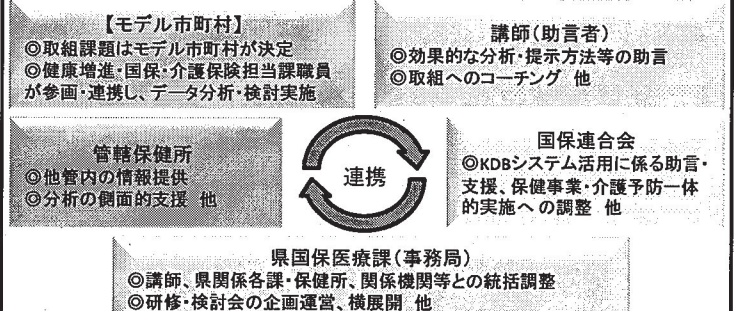 【モデル市町村】
◎取組課題はモデル市町村が決定
◎健康増進・国保・介護保険担当課職員
が参画・連携し、データ分析・検討実施
講師(助言者)
◎効果的な分析・提示方法等の助言
◎取組へのコーチング 他
管轄保健所
◎他管内の情報提供
◎分析の側面的支援 他
連携
国保連合会
◎KDBシステム活用に係る助言・
支援、保健事業・介護予防一体
的実施への調整 他
県国保医療課(事務局)
◎講師、県関係各課・保健所、関係機関等との統括調整
◎研修・検討会の企画運営、横展開 他